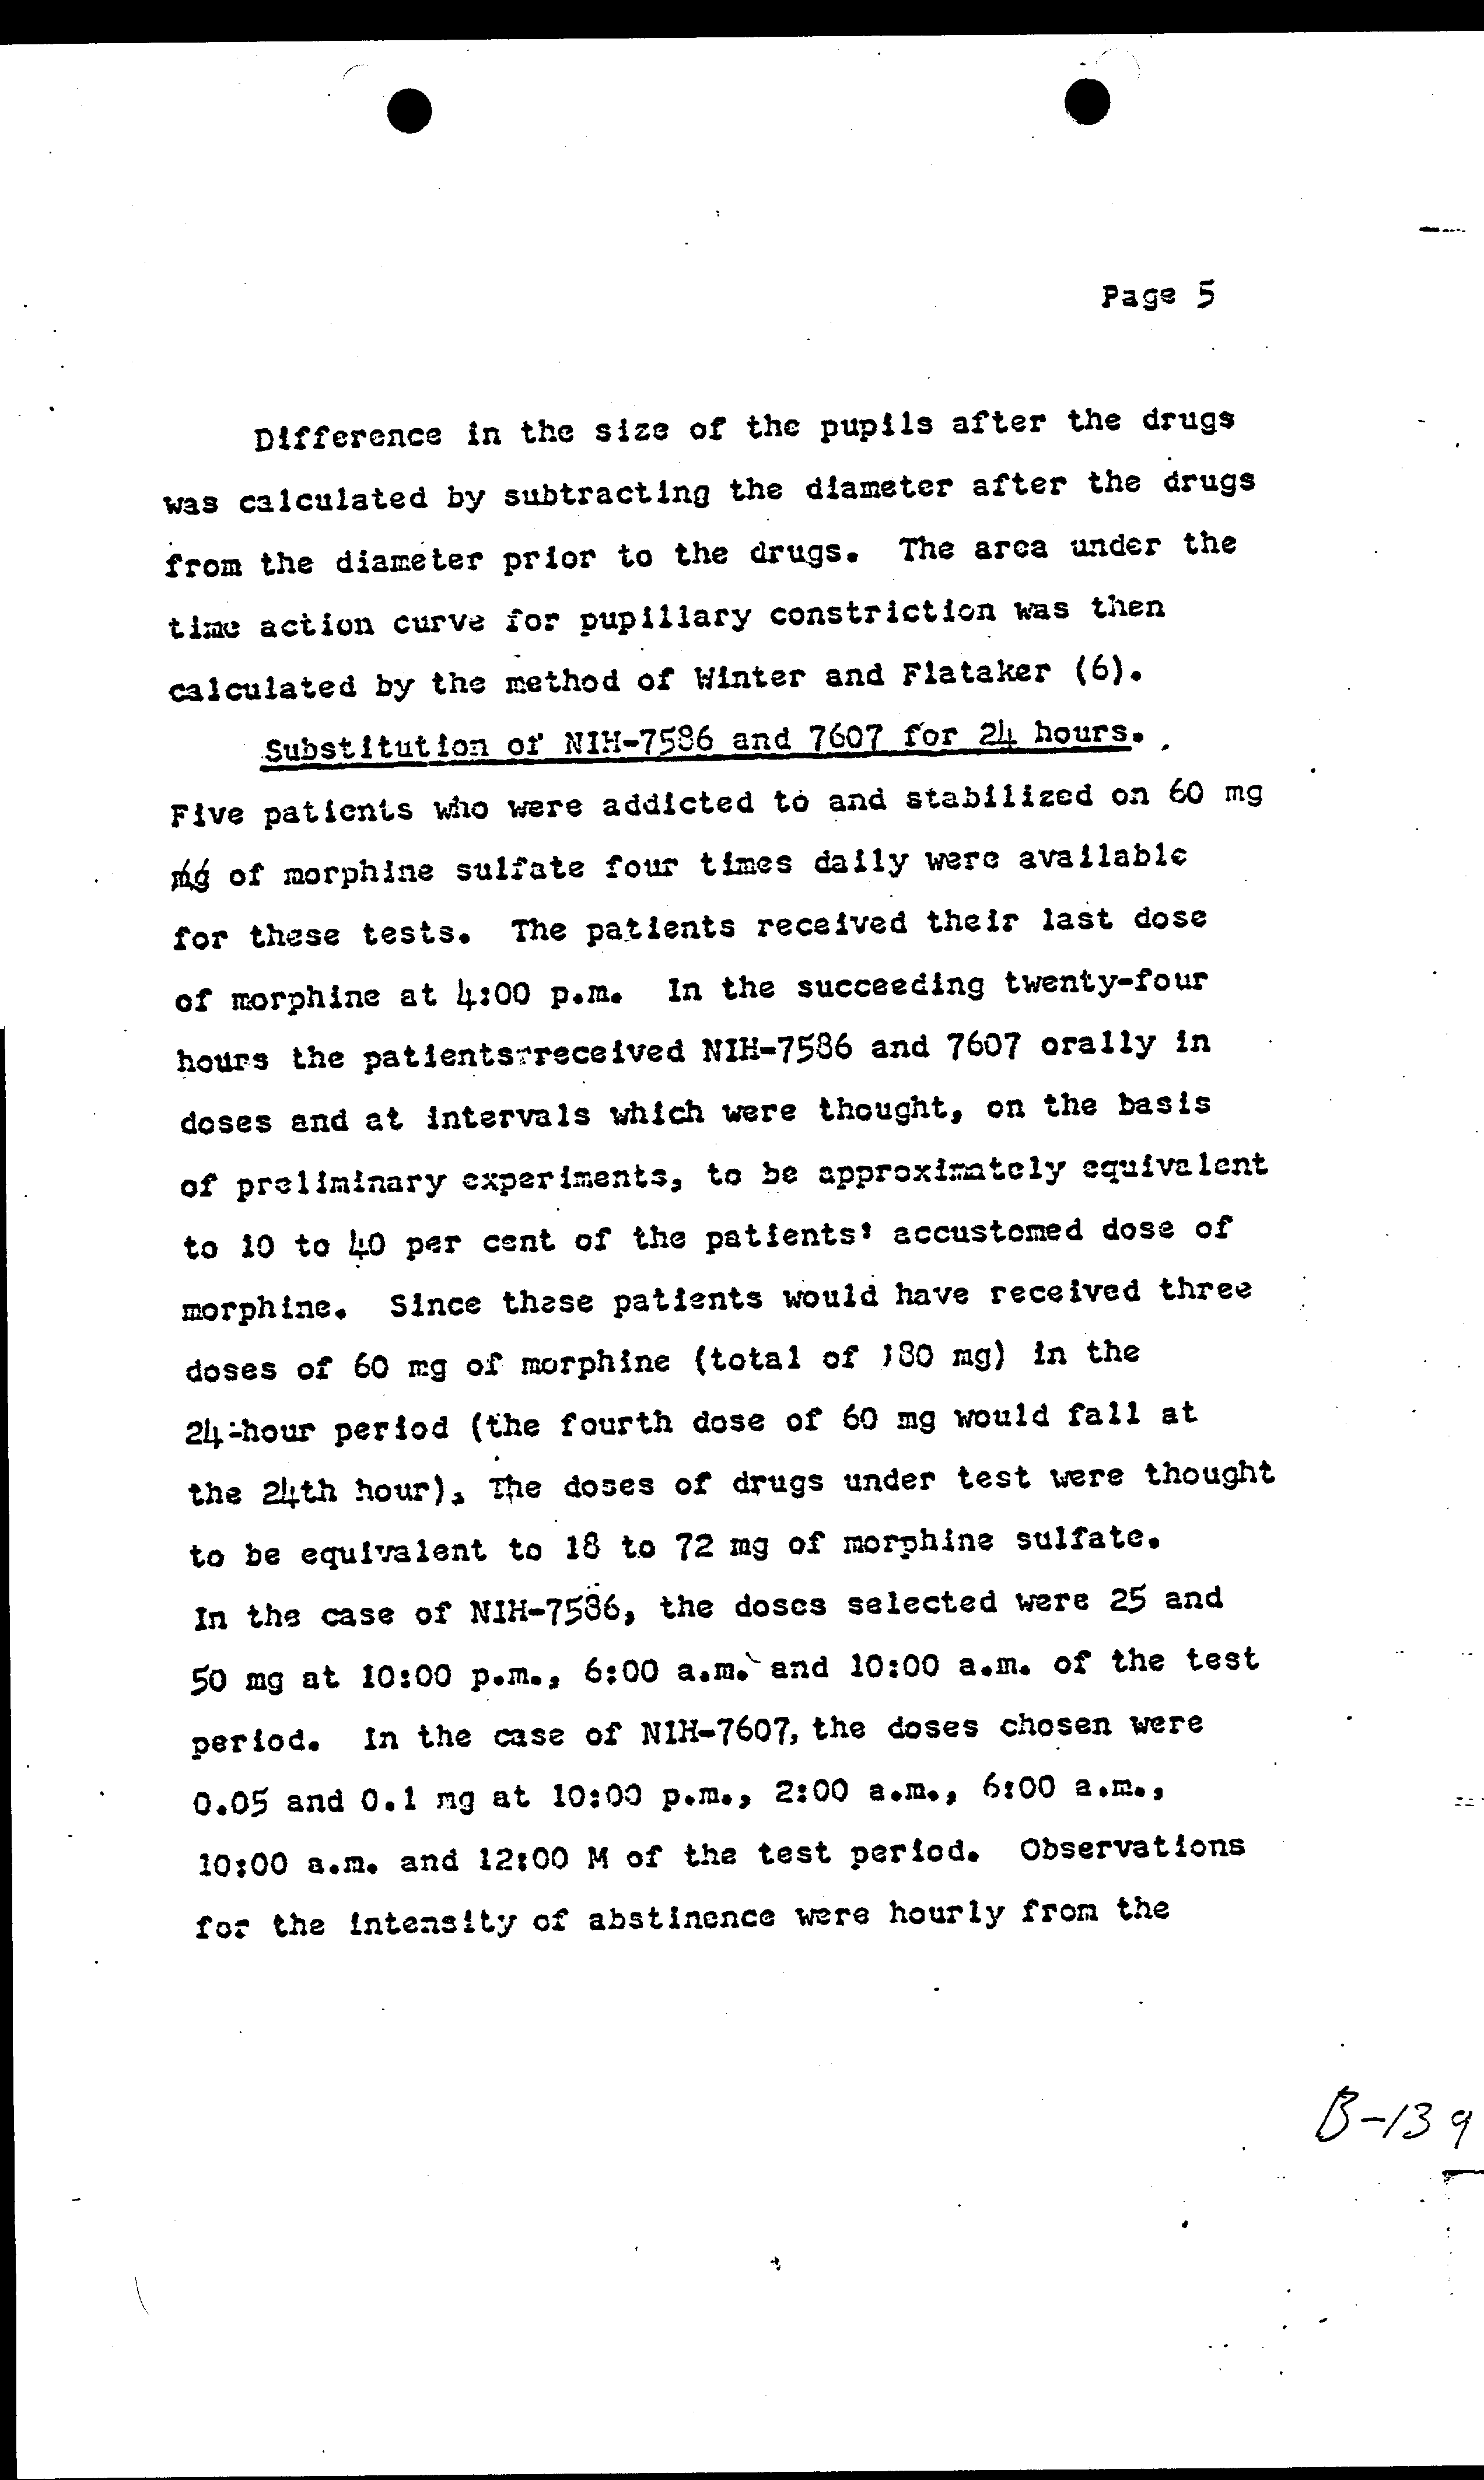 Page 5
Difference in the size of the pupils after the drugs
was calculated by subtracting the diameter after the drugs
from the diameter prior to the drugs. The area under the
time action curve for pupillary constriction was then
calculated by the method of Winter and Flataker (6).
Substitution of NIH-7586 and 7607 for 24 hours.
Five patients who were addicted to and stabilized on 60 mg
mg of morphine sulfate four times daily were available
for these tests. The patients received their last dose
of morphine at 4:00 p.m. In the succeeding twenty-four
hours the patients received NIH-7586 and 7607 orally in
doses and at intervals which were thought, on the basis
of preliminary experiments, to be approximately equivalent
to 10 to 40 per cent of the patients' accustomed dose of
morphine. Since these patients would have received three
doses of 60 mg of morphine (total of 180 mg) in the
24-hour period (the fourth dose of 60 mg would fall at
the 24th hour), The doses of drugs under test were thought
to be equivalent to 18 to 72 mg of morphine sulfate.
In the case of NIH-7586, the doses selected were 25 and
50 mg at 10:00 p.m., 6:00 a.m. and 10:00 a.m. of the test
period. In the case of NIH-7607, the doses chosen were
0.05 and 0.1 mg at 10:00 p.m., 2:00 a.m., 6:00 a.m.,
10:00 a.m. and 12:00 M of the test period. Observations
for the intensity of abstinence were hourly from the
B-139